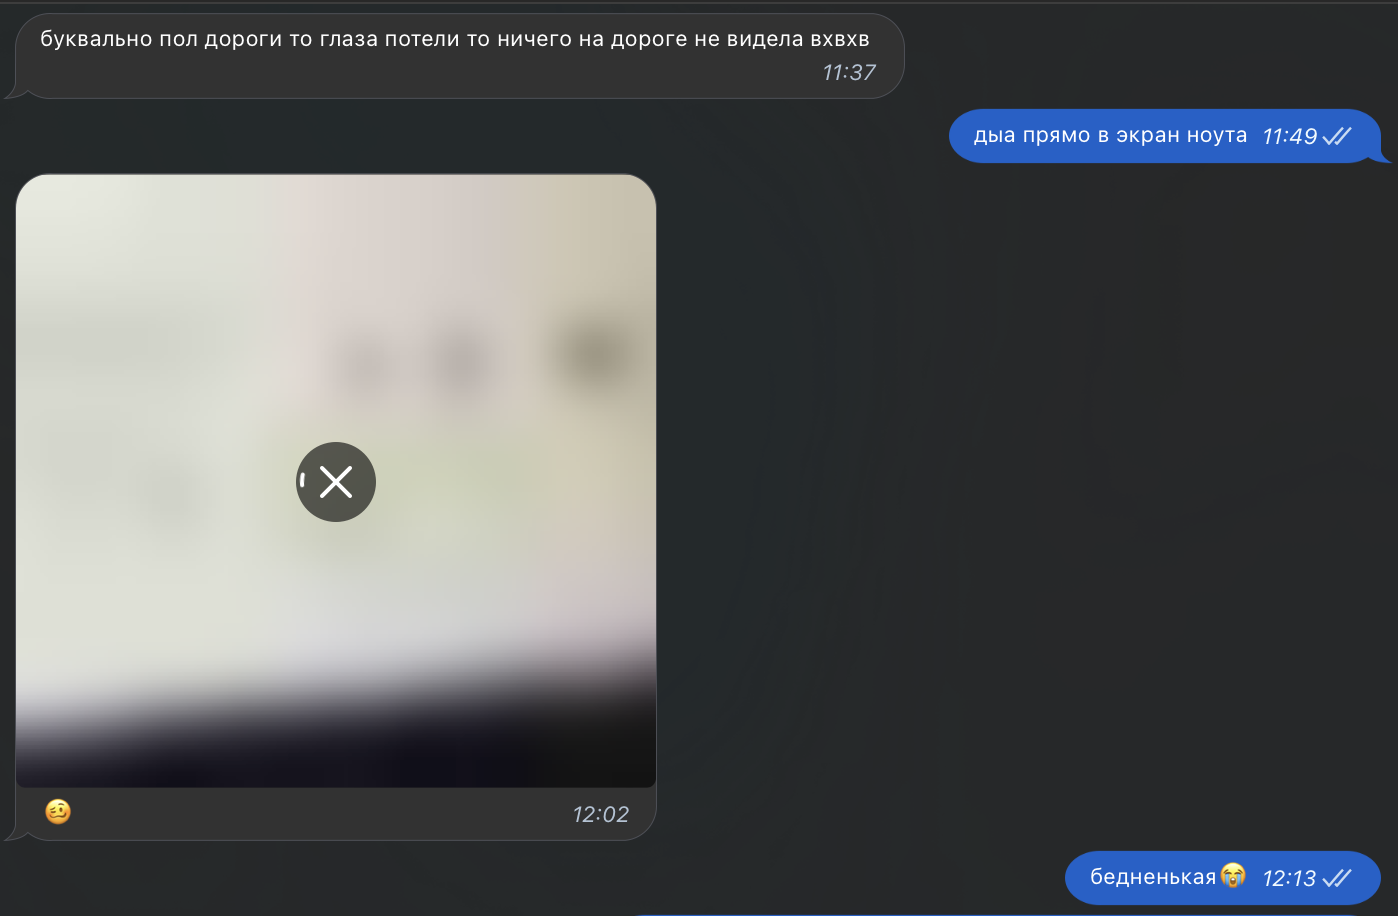 буквально пол дороги то глаза потели то ничего на дороге не видела вхвхв
11:37
дыа прямо в экран ноута 11:49
🥴 12:02
бедненькая😭 12:13